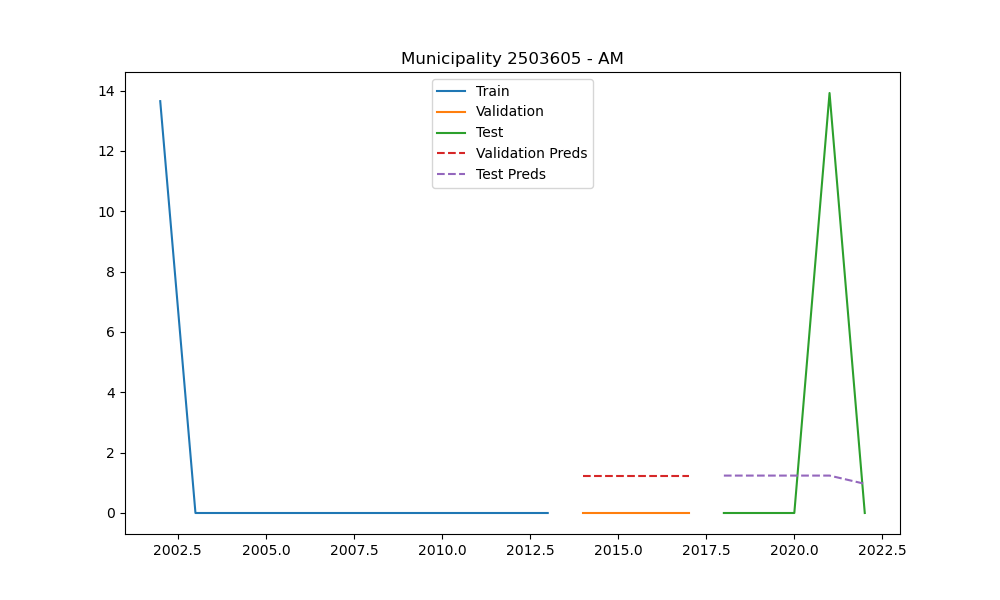 Municipality 2503605 - AM
Train
Validation
Test
Validation Preds
Test Preds
14
12
10
8
6
4
2
0
2002.5 2005.0 2007.5 2010.0 2012.5 2015.0 2017.5 2020.0 2022.5